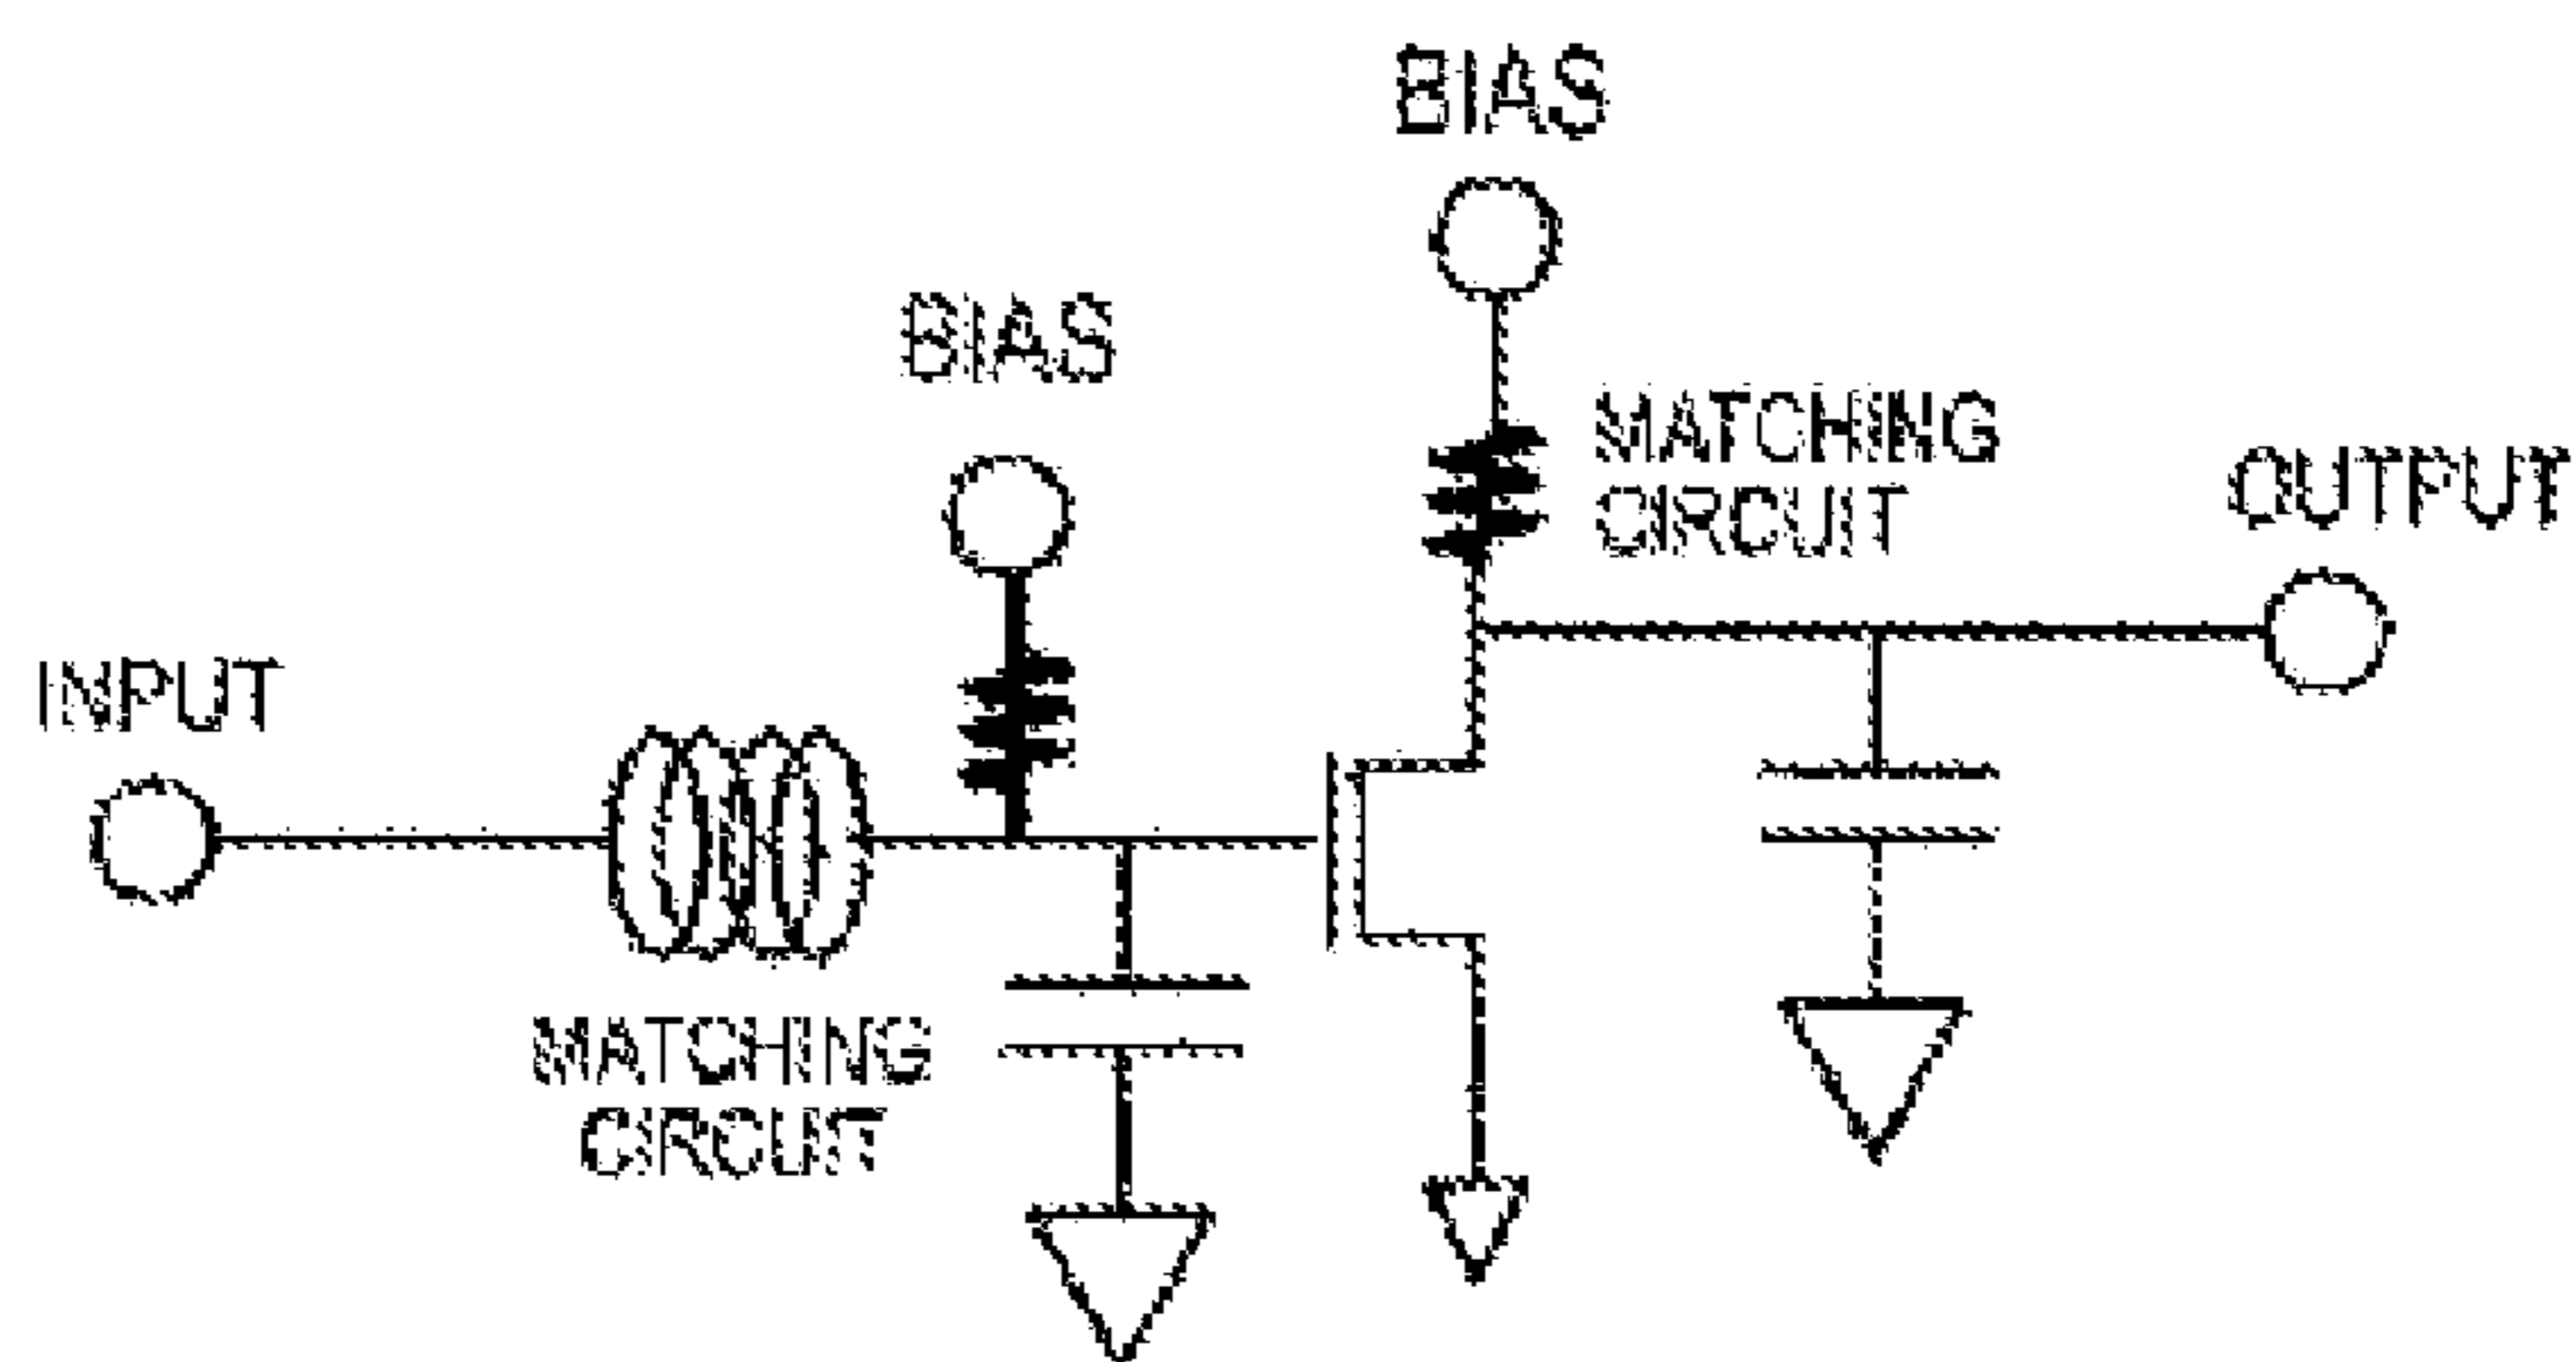 BIAS
BIAS
MATCHING
CIRCUIT
OUTPUT
INPUT
MATCHING
CIRCUIT